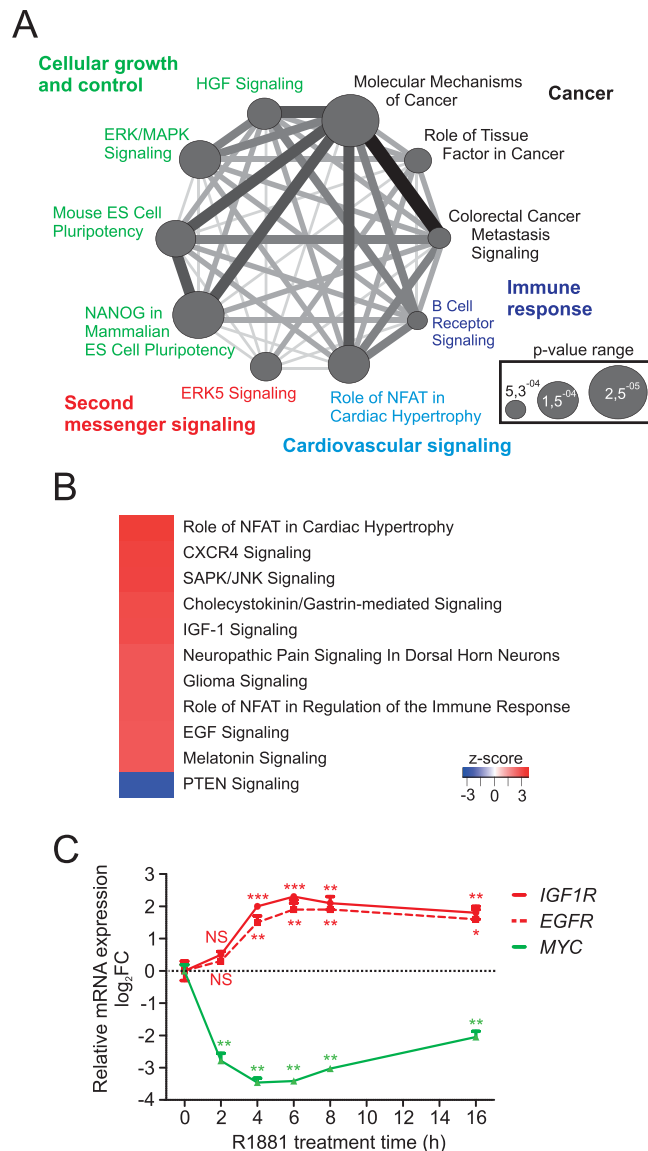 A
Cellular growth
and control
HGF Signaling
Molecular Mechanisms
of Cancer
Cancer
ERK/MAPK
Signaling
Role of Tissue
Factor in Cancer
Mouse ES Cell
Pluripotency
Colorectal Cancer
Metastasis
Signaling
Immune
response
NANOG in
Mammalian
ES Cell Pluripotency
B Cell
Receptor
Signaling
p-value range
5,3-04
1,5-04
2,5-05
ERK5 Signaling
Role of NFAT in
Cardiac Hypertrophy
Second
messenger signaling
Cardiovascular signaling
B
Role of NFAT in Cardiac Hypertrophy
CXCR4 Signaling
SAPK/JNK Signaling
Cholecystokinin/Gastrin-mediated Signaling
IGF-1 Signaling
Neuropathic Pain Signaling In Dorsal Horn Neurons
Glioma Signaling
Role of NFAT in Regulation of the Immune Response
EGF Signaling
Melatonin Signaling
PTEN Signaling
z-score
-3 0 3
C
Relative mRNA expression
log2FC
3
2
1
0
-1
-2
-3
-4
NS
*** *** ** **
NS
** ** ** *
** ** ** ** **
IGF1R
EGFR
MYC
0 2 4 6 8 10 12 14 16
R1881 treatment time (h)